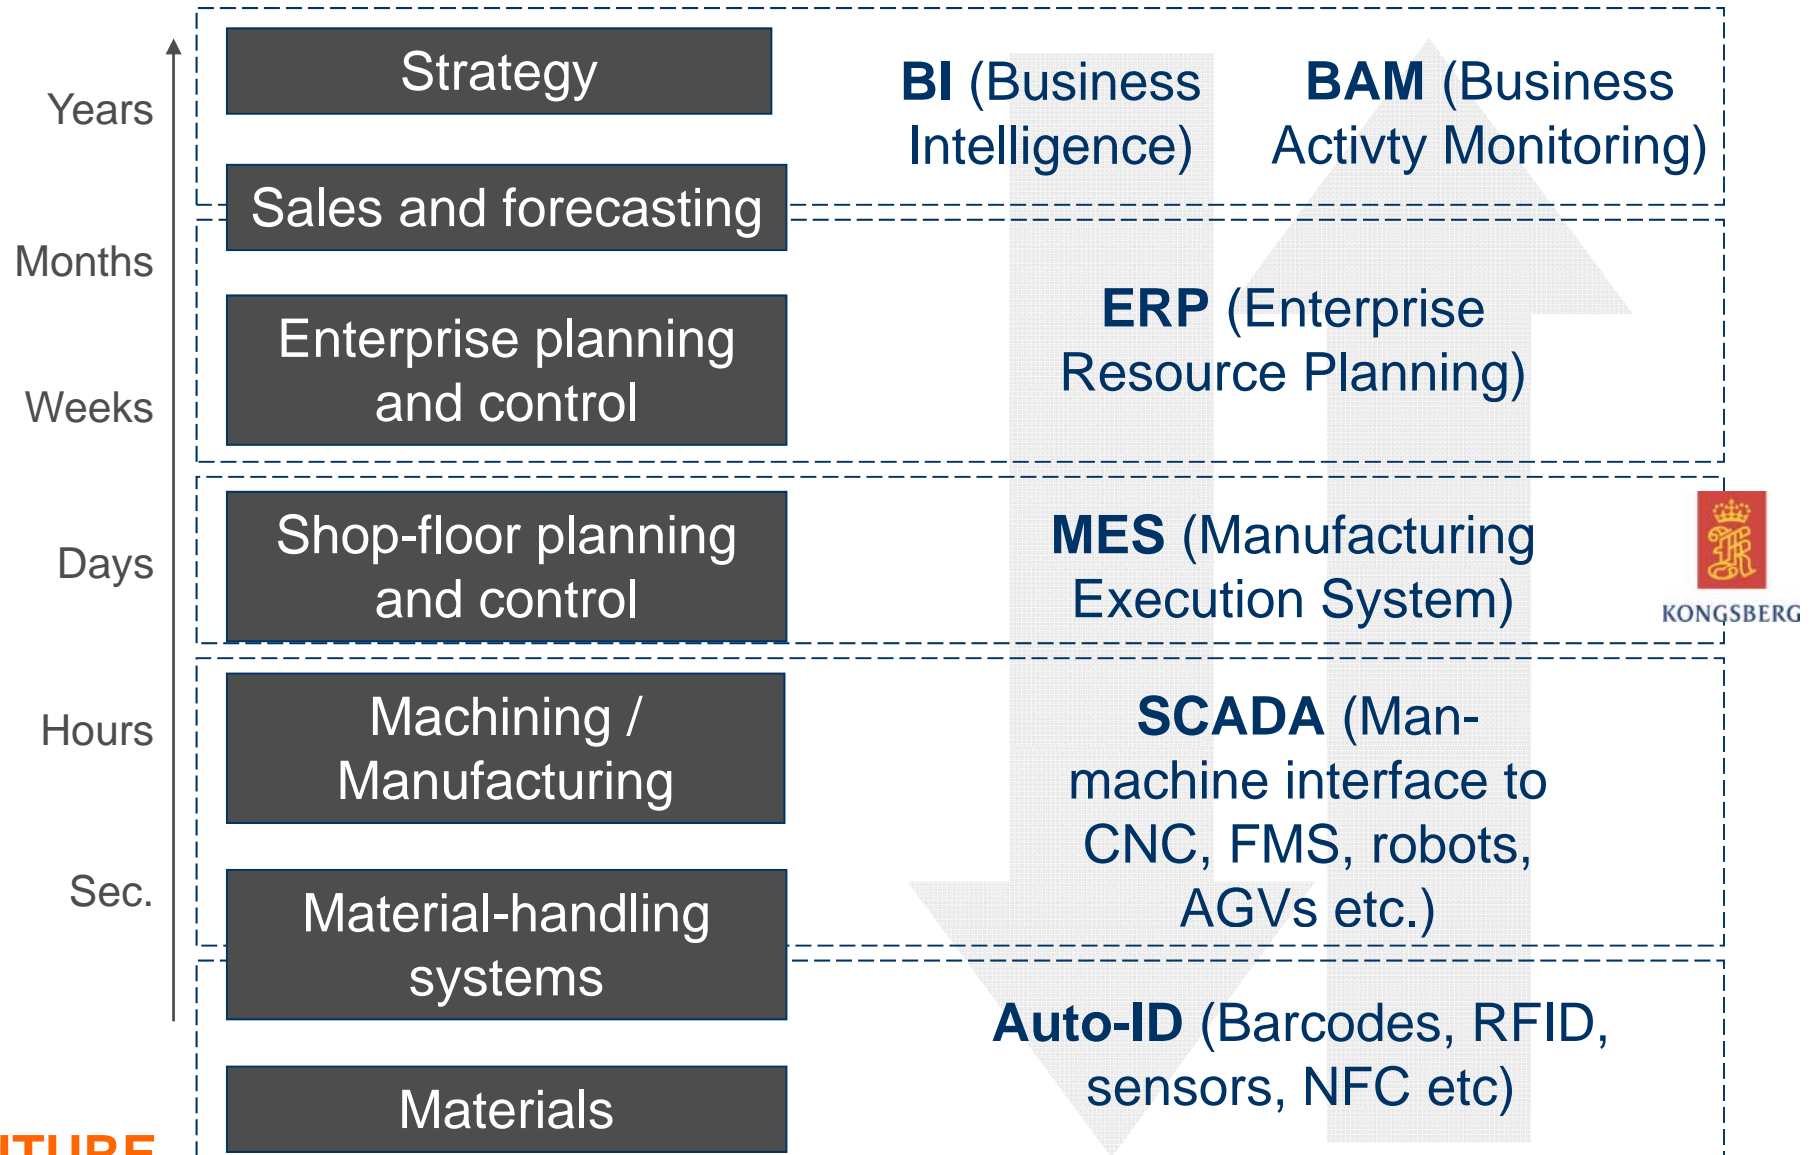 Years
Months
Weeks
Days
Hours
Sec.
Strategy
Sales and forecasting
Enterprise planning
and control
Shop-floor planning
and control
Machining /
Manufacturing
Material-handling
systems
Materials
BI (Business
Intelligence)
BAM (Business
Activty Monitoring)
ERP (Enterprise
Resource Planning)
MES (Manufacturing
Execution System)
KONGSBERG
SCADA (Man-
machine interface to
CNC, FMS, robots,
AGVs etc.)
Auto-ID (Barcodes, RFID,
sensors, NFC etc)